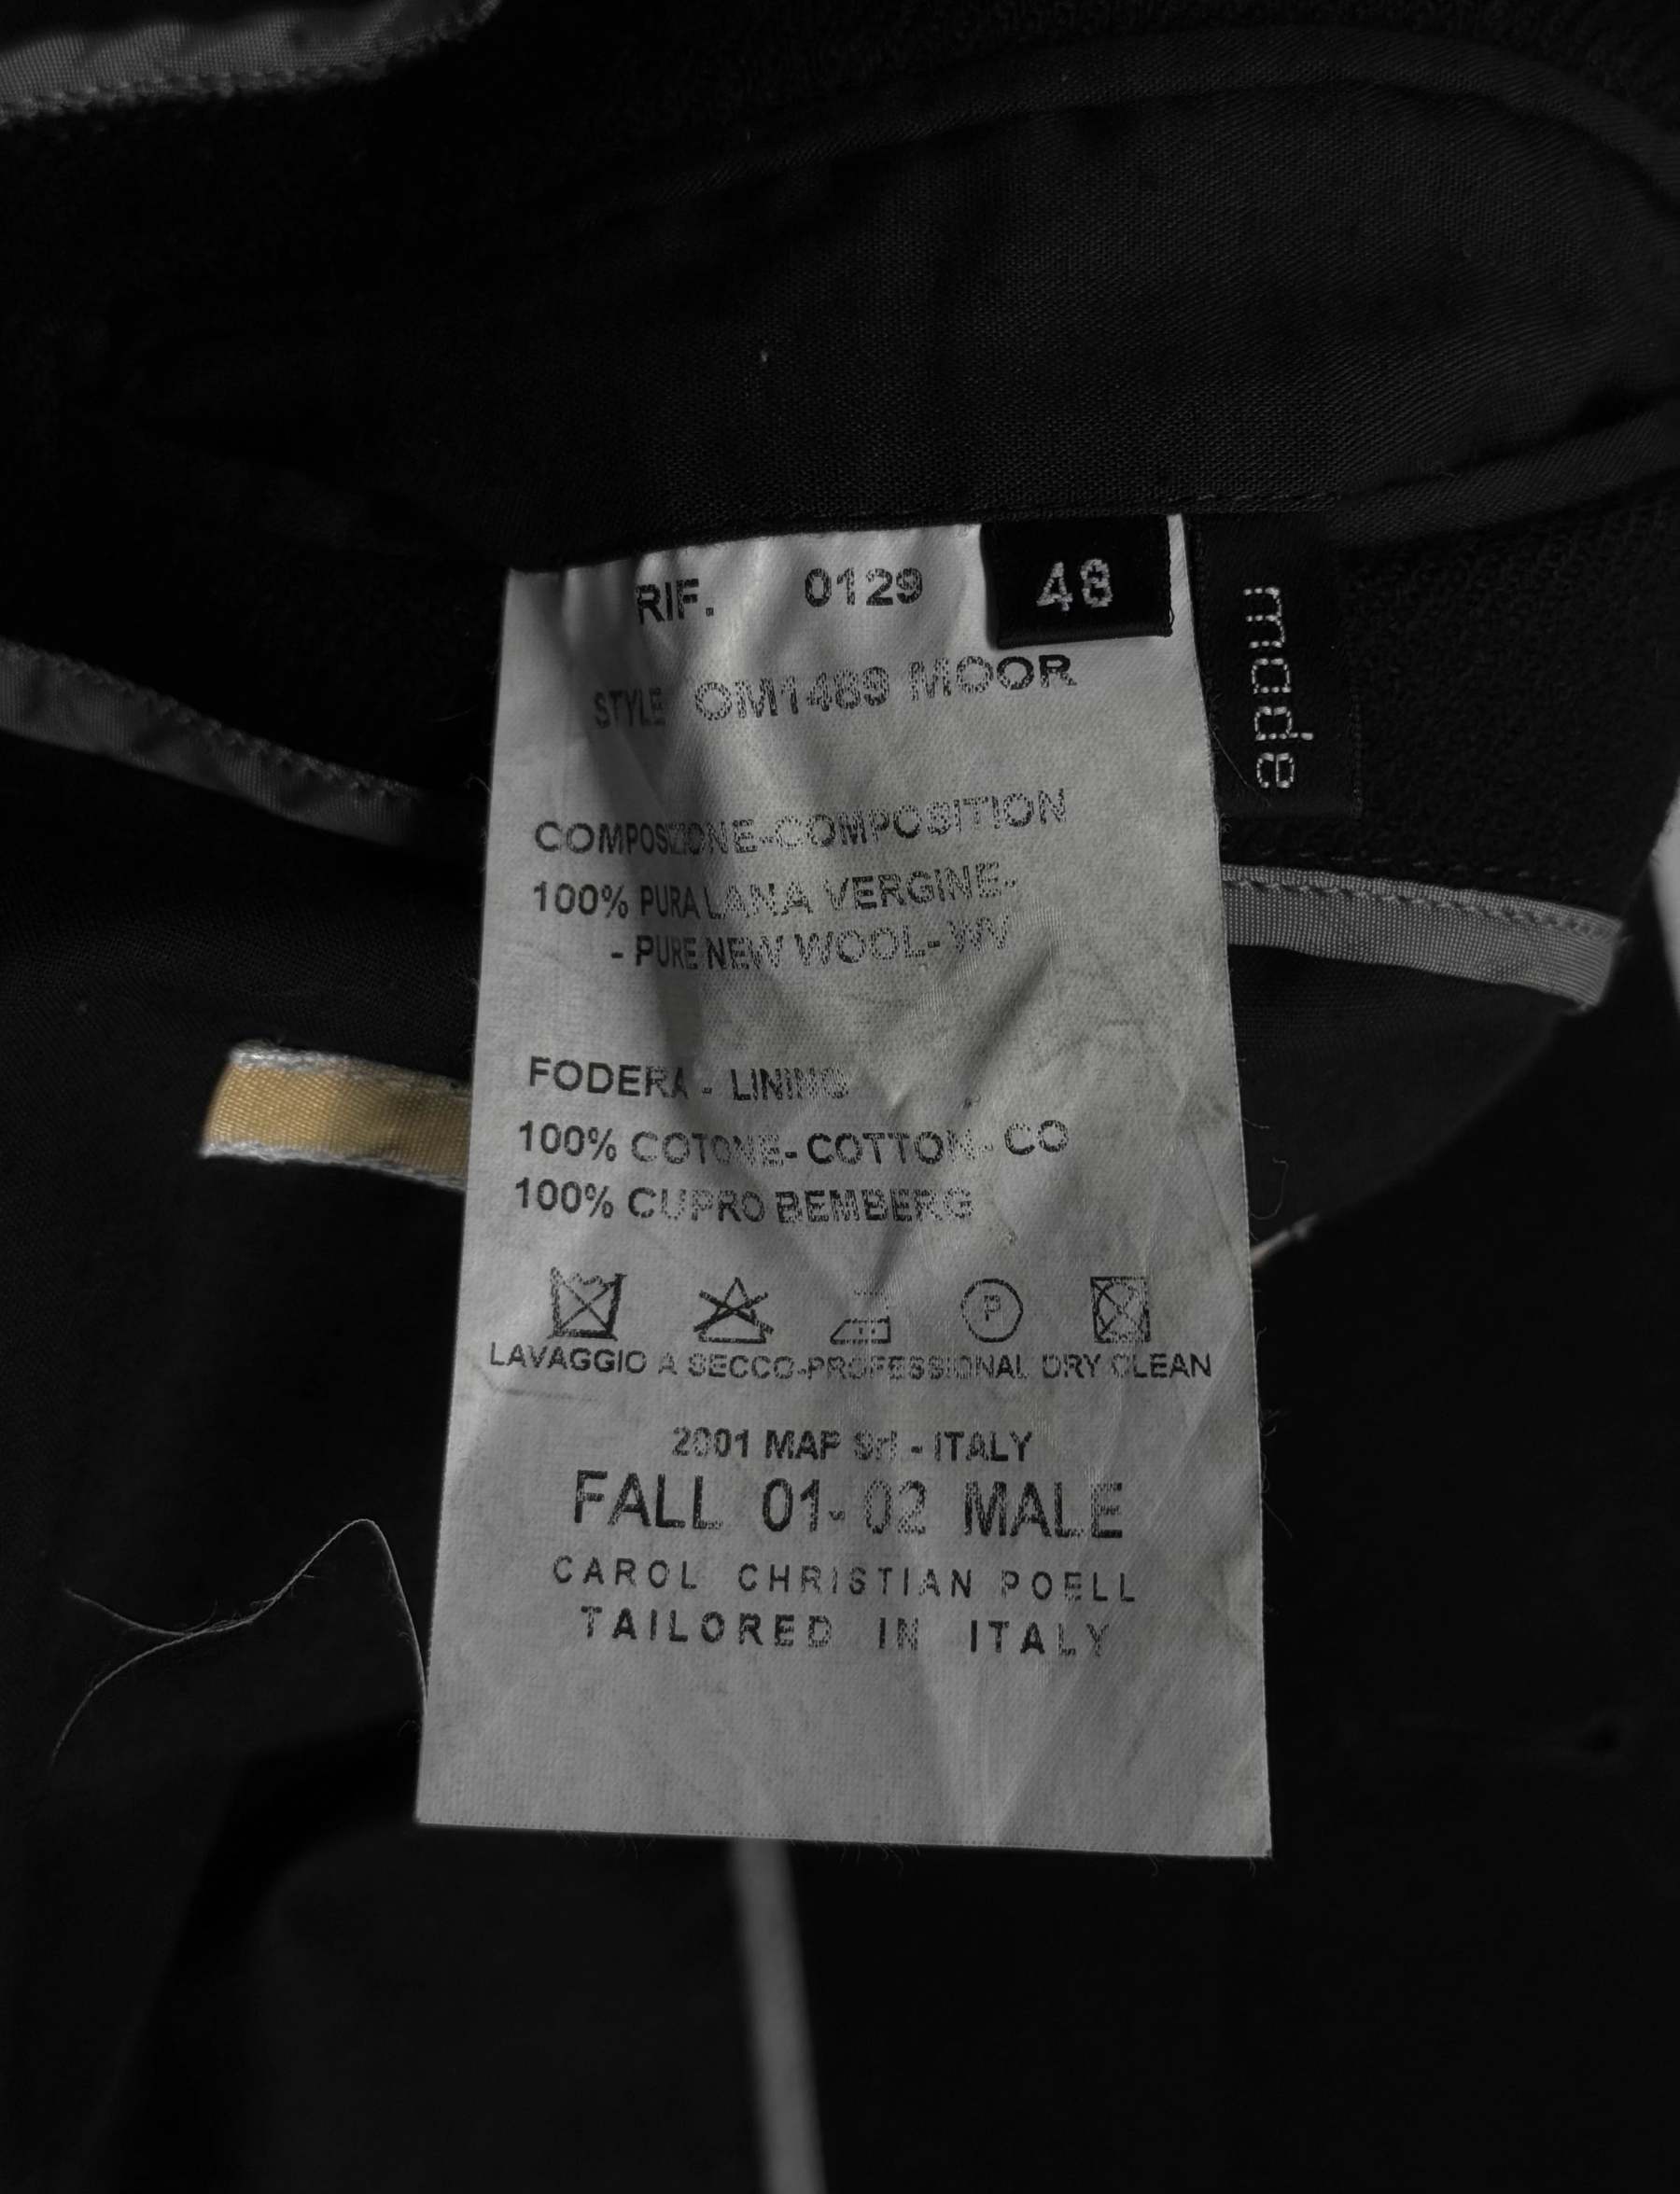 RIF. 0129
48
made
STYLE OM1489 MOOR
COMPOSIZIONE-COMPOSITION
100% PURA LANA VERGINE-
- PURE NEW WOOL- WV
FODERA - LINING
100% COTONE- COTTON- CO
100% CUPRO BEMBERG
P
LAVAGGIO A SECCO-PROFESSIONAL DRY CLEAN
2001 MAP Srl - ITALY
FALL 01-02 MALE
CAROL CHRISTIAN POELL
TAILORED IN ITALY